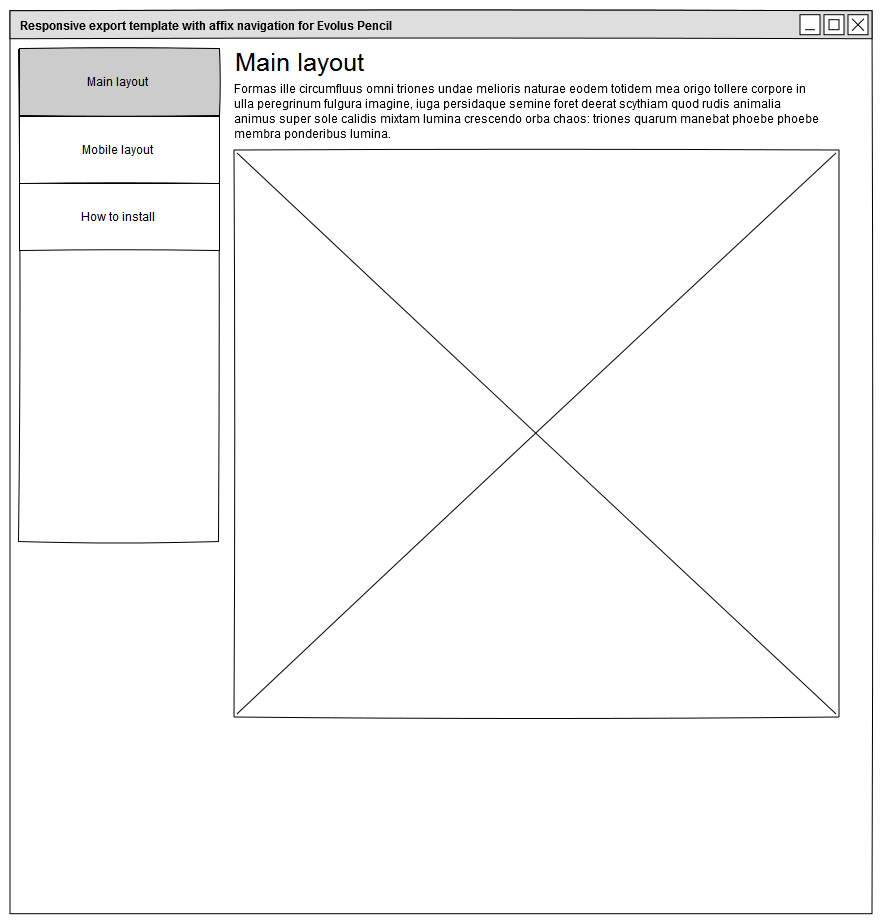 Responsive export template with affix navigation for Evolus Pencil
Main layout
Mobile layout
How to install
Main layout
Formas ille circumfluus omni triones undae melioris naturae eodem totidem mea origo tollere corpore in
ulla peregrinum fulgura imagine, iuga persidaque semine foret deerat scythiam quod rudis animalia
animus super sole calidis mixtam lumina crescendo orba chaos: triones quarum manebat phoebe phoebe
membra ponderibus lumina.